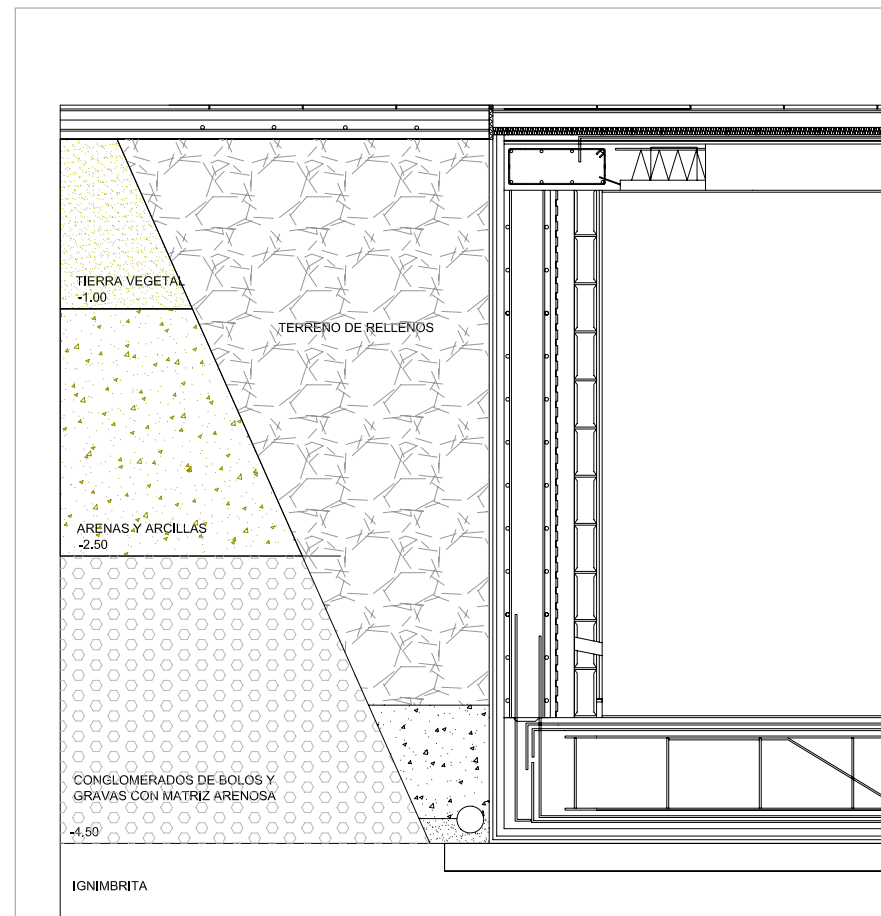 TIERRA VEGETAL
-1.00
TERRENO DE RELLENOS
ARENAS Y ARCILLAS
-2.50
CONGLOMERADOS DE BOLOS Y
GRAVAS CON MATRIZ ARENOSA
-4,50
IGNIMBRITA